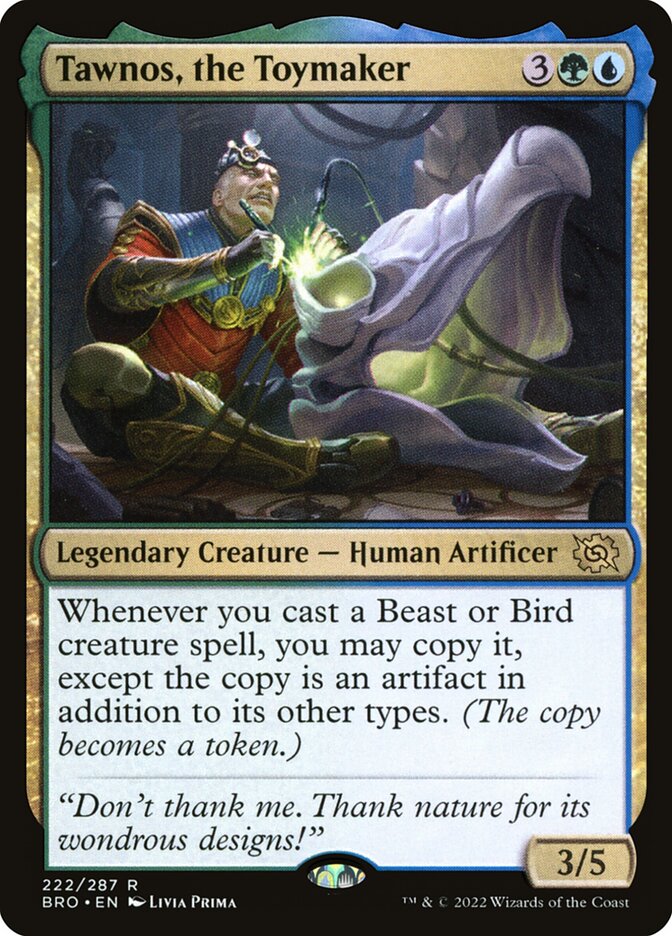 Tawnos, the Toymaker 3
Legendary Creature — Human Artificer
Whenever you cast a Beast or Bird
creature spell, you may copy it,
except the copy is an artifact in
addition to its other types. (The copy
becomes a token.)
“Don’t thank me. Thank nature for its
wondrous designs!”
3/5
222/287 R
BRO • EN LIVIA PRIMA ™ & © 2022 Wizards of the Coast